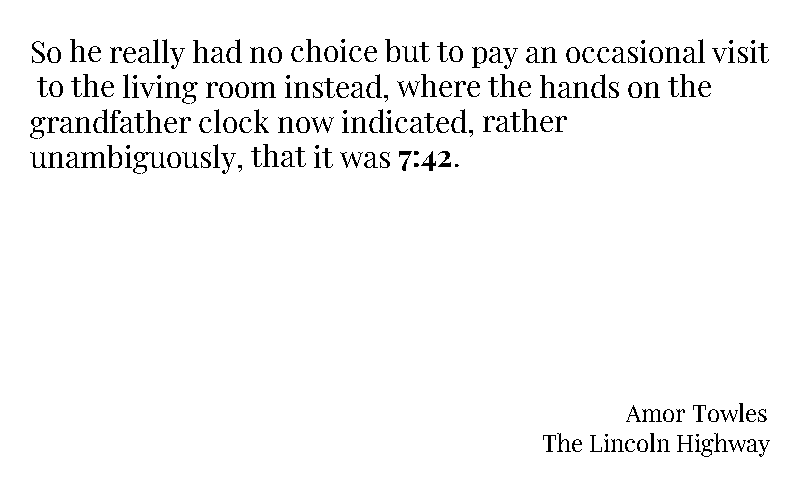 So he really had no choice but to pay an occasional visit
to the living room instead, where the hands on the
grandfather clock now indicated, rather
unambiguously, that it was 7:42.
Amor Towles
The Lincoln Highway